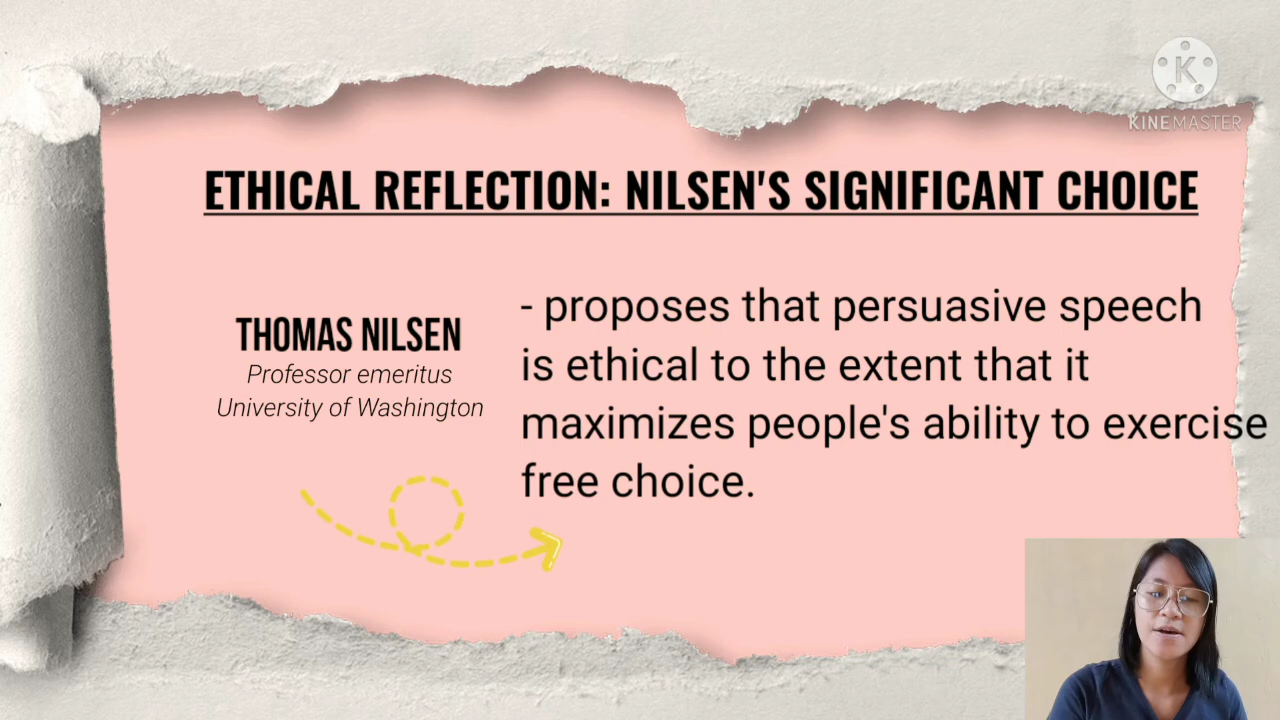 K
KINEMASTER
ETHICAL REFLECTION: NILSEN'S SIGNIFICANT CHOICE
THOMAS NILSEN
Professor emeritus
University of Washington
- proposes that persuasive speech
is ethical to the extent that it
maximizes people's ability to exercise
free choice.